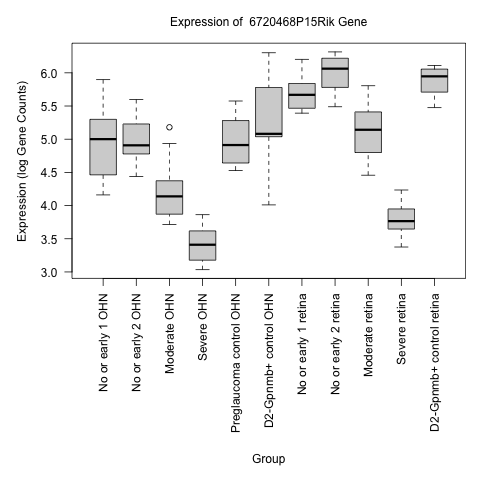 Expression of  6720468P15Rik Gene
Expression (log Gene Counts)
6.0
5.5
5.0
4.5
4.0
3.5
3.0
No or early 1 OHN
No or early 2 OHN
Moderate OHN
Severe OHN
Preglaucoma control OHN
D2-Gpnmb+ control OHN
No or early 1 retina
No or early 2 retina
Moderate retina
Severe retina
D2-Gpnmb+ control retina
Group